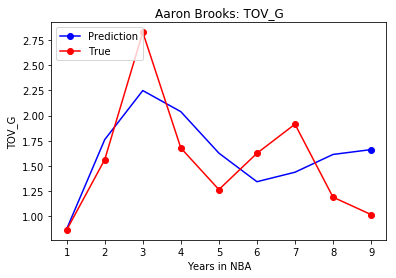 Aaron Brooks: TOV_G
Prediction
True
TOV_G
2.75
2.50
2.25
2.00
1.75
1.50
1.25
1.00
1 2 3 4 5 6 7 8 9
Years in NBA